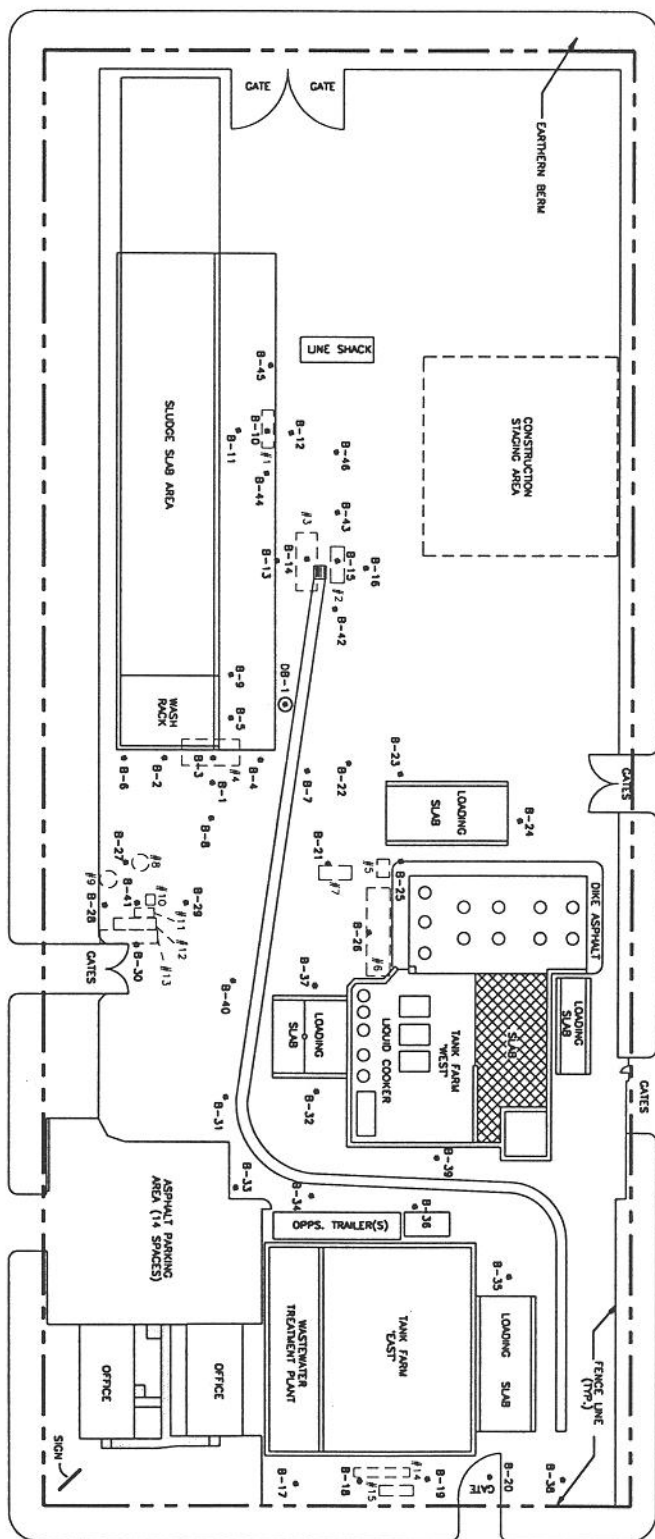 EARTHERN BERM
GATE
GATE
LINE SHACK
CONSTRUCTION
STAGING AREA
SLUDGE SLAB AREA
WASH
RACK
B-45
B-10
B-11
#1
B-44
B-12
B-46
B-43
#3
B-14
B-13
B-15
B-16
#2
B-42
DB-1
B-9
B-5
B-6
B-2
B-3
#4
B-1
B-4
B-7
B-8
B-22
B-23
LOADING
SLAB
B-24
GATES
B-21
#7
#5
B-25
B-26
#6
DIKE ASPHALT
B-27
#8
#9
B-28
B-41
#10
B-29
#11
#12
#13
B-30
GATES
B-40
B-37
LOADING
SLAB
LIQUID COOKER
TANK FARM
"WEST"
SLAB
LOADING
SLAB
GATES
B-32
B-31
B-33
B-34
B-39
B-36
OPPS. TRAILER(S)
ASPHALT PARKING
AREA (14 SPACES)
B-35
LOADING SLAB
TANK FARM
"EAST"
WASTEWATER
TREATMENT PLANT
OFFICE
OFFICE
FENCE LINE
(TYP.)
SIGN
B-17
B-18
#14
#15
B-19
B-20
GATE
B-38